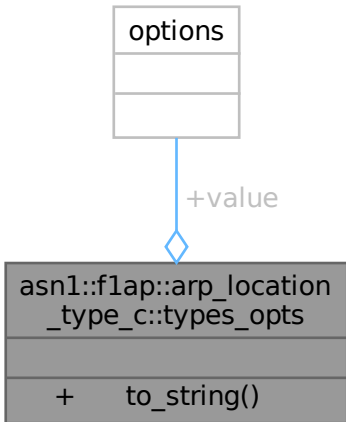 options
+value
asn1::f1ap::arp_location
_type_c::types_opts
+ to_string()